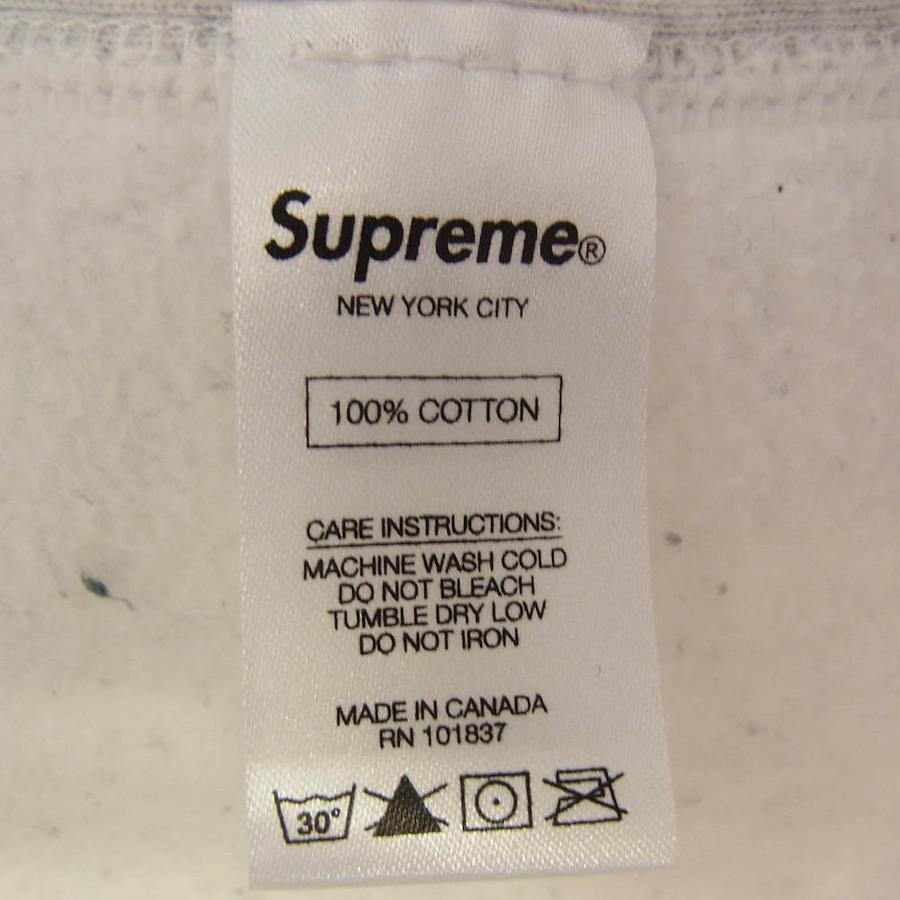 Supreme®
NEW YORK CITY
100% COTTON
CARE INSTRUCTIONS:
MACHINE WASH COLD
DO NOT BLEACH
TUMBLE DRY LOW
DO NOT IRON
MADE IN CANADA
RN 101837
30°